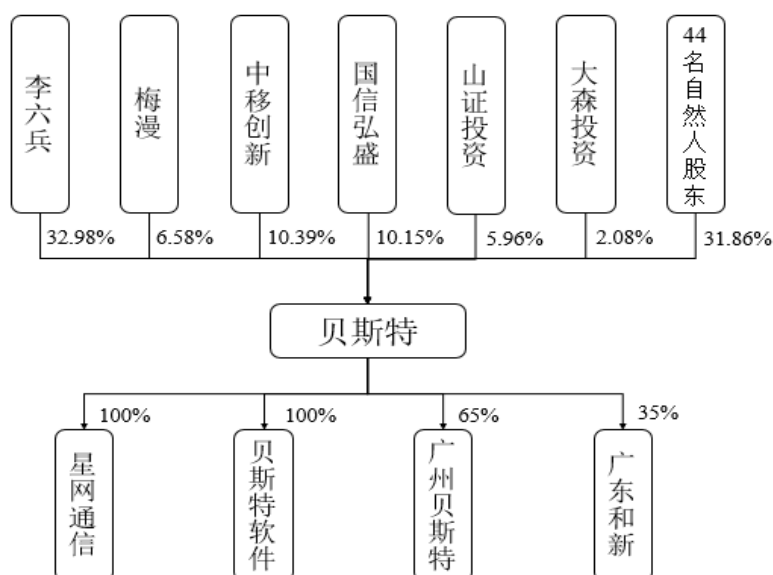 李六兵
梅漫
中移创新
国信弘盛
山证投资
大森投资
44名自然人股东
32.98%
6.58%
10.39%
10.15%
5.96%
2.08%
31.86%
贝斯特
100%
100%
65%
35%
星网通信
贝斯特软件
广州贝斯特
广东和新